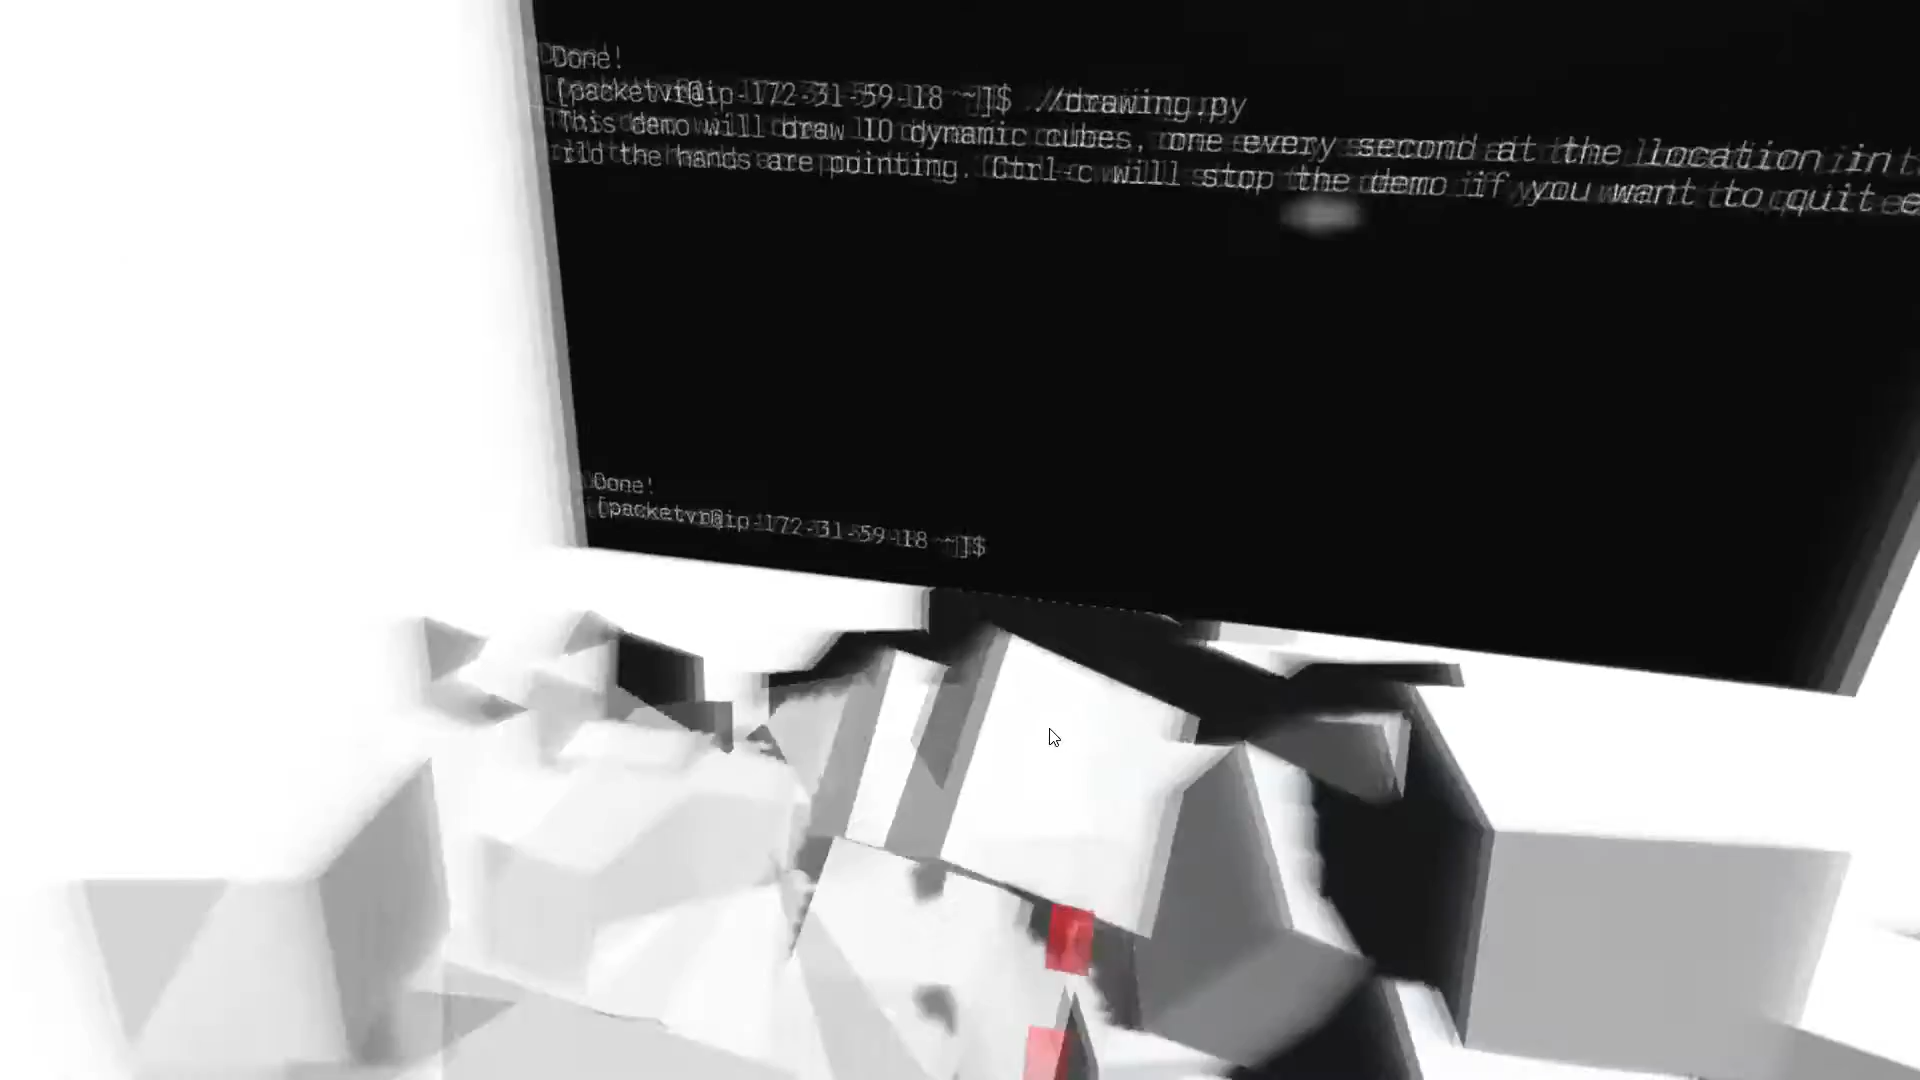 Done!
[packetvr@ip-172-31-59-18 ~]$ ./drawing.py
This demo will draw 10 dynamic cubes, one every second at the location in t
rld the hands are pointing. Ctrl-c will stop the demo if you want to quit e
Done!
[packetvr@ip-172-31-59-18 ~]$